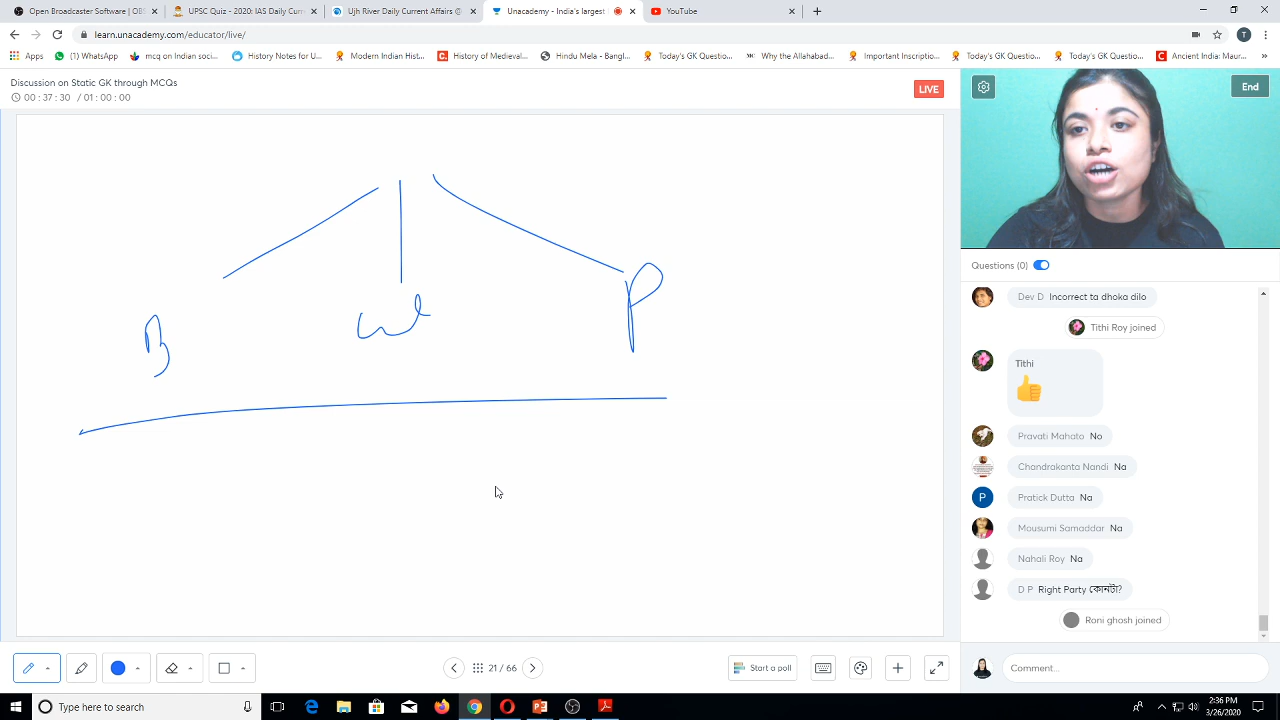 Open Broadcaster Software | OBS
UPSC Quiz - 2020: IAS Daily Curr
Ujh River Daily Current Affairs @
Unacademy - India's largest
YouTube
learn.unacademy.com/educator/live/
T
Apps
(1) WhatsApp
mcq on Indian soci...
History Notes for U...
Modern Indian Hist...
History of Medieval...
Hindu Mela - Bangl...
Today's GK Questio...
Why the Allahabad...
Important Inscriptio...
Today's GK Questio...
Today's GK Questio...
Ancient India: Maur...
Discussion on Static GK through MCQs
00 : 37 : 30 / 01 : 00 : 00
LIVE
End
B
P
Questions (0)
Dev D Incorrect ta dhoka dilo
Tithi Roy joined
Tithi
Pravati Mahato No
Chandrakanta Nandi Na
P Pratick Dutta Na
Mousumi Samaddar Na
Nahali Roy Na
D P Right Party কোনটা?
Roni ghosh joined
21 / 66
Start a poll
Comment...
Type here to search
2:36 PM
3/26/2020